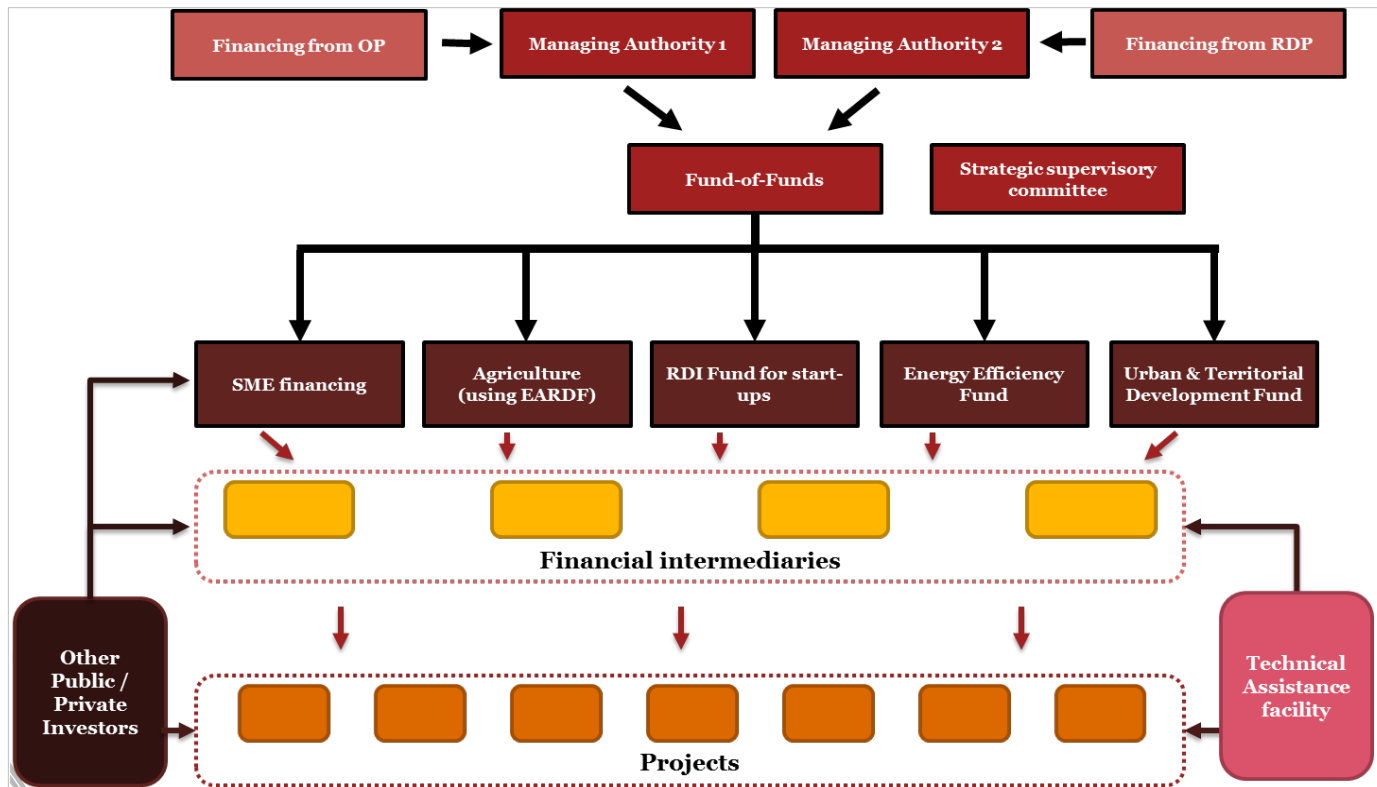 Financing from OP
Managing Authority 1
Managing Authority 2
Financing from RDP
Fund-of-Funds
Strategic supervisory
committee
SME financing
Agriculture
(using EARDF)
RDI Fund for start-
ups
Energy Efficiency
Fund
Urban & Territorial
Development Fund
Financial intermediaries
Other
Public /
Private
Investors
Technical
Assistance
facility
Projects